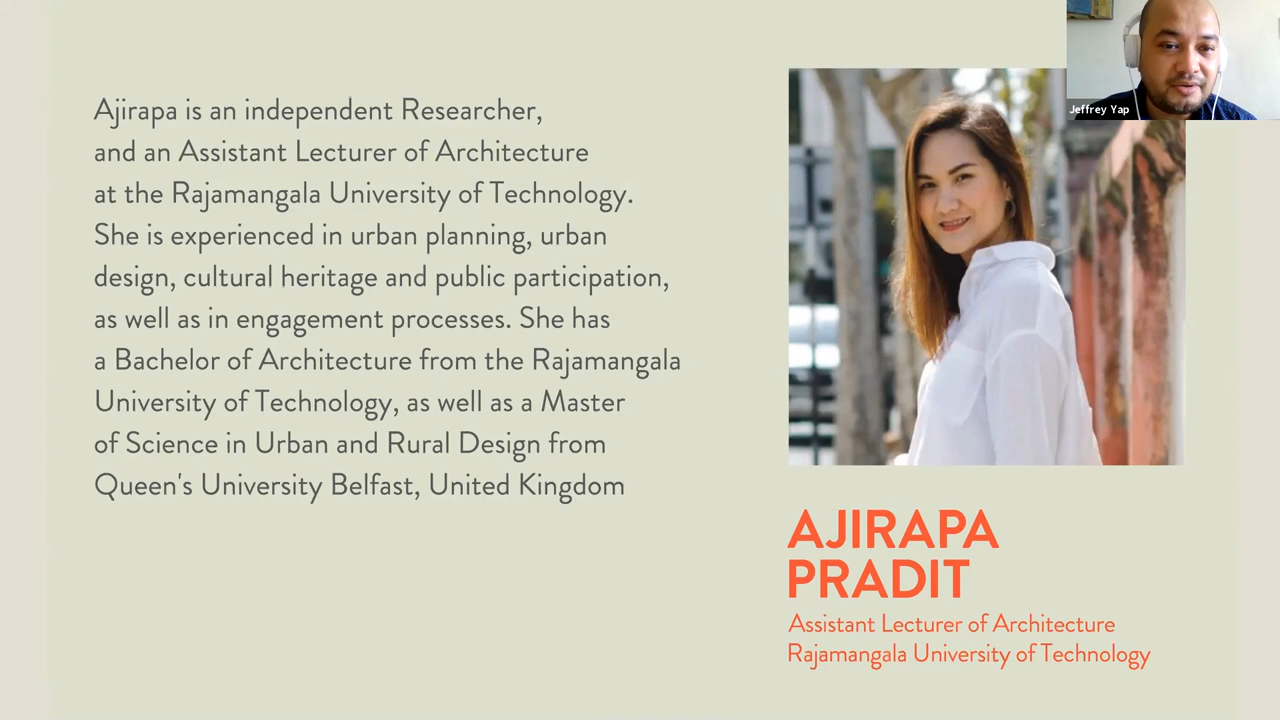 Ajirapa is an independent Researcher,
and an Assistant Lecturer of Architecture
at the Rajamangala University of Technology.
She is experienced in urban planning, urban
design, cultural heritage and public participation,
as well as in engagement processes. She has
a Bachelor of Architecture from the Rajamangala
University of Technology, as well as a Master
of Science in Urban and Rural Design from
Queen's University Belfast, United Kingdom
Jeffrey Yap
AJIRAPA
PRADIT
Assistant Lecturer of Architecture
Rajamangala University of Technology